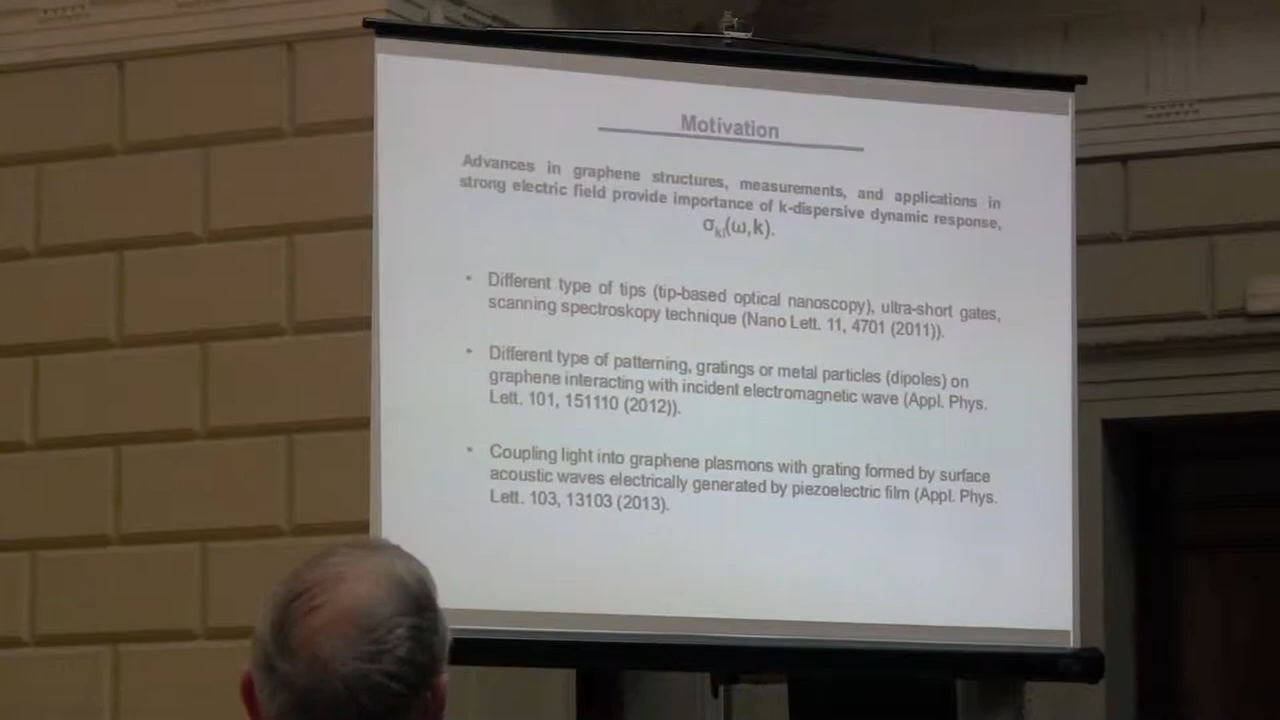 Motivation
Advances in graphene structures, measurements, and applications in
strong electric field provide importance of k-dispersive dynamic response,
σkl(ω,k).
• Different type of tips (tip-based optical nanoscopy), ultra-short gates,
scanning spectroskopy technique (Nano Lett. 11, 4701 (2011)).
• Different type of patterning, gratings or metal particles (dipoles) on
graphene interacting with incident electromagnetic wave (Appl. Phys.
Lett. 101, 151110 (2012)).
• Coupling light into graphene plasmons with grating formed by surface
acoustic waves electrically generated by piezoelectric film (Appl. Phys.
Lett. 103, 13103 (2013).